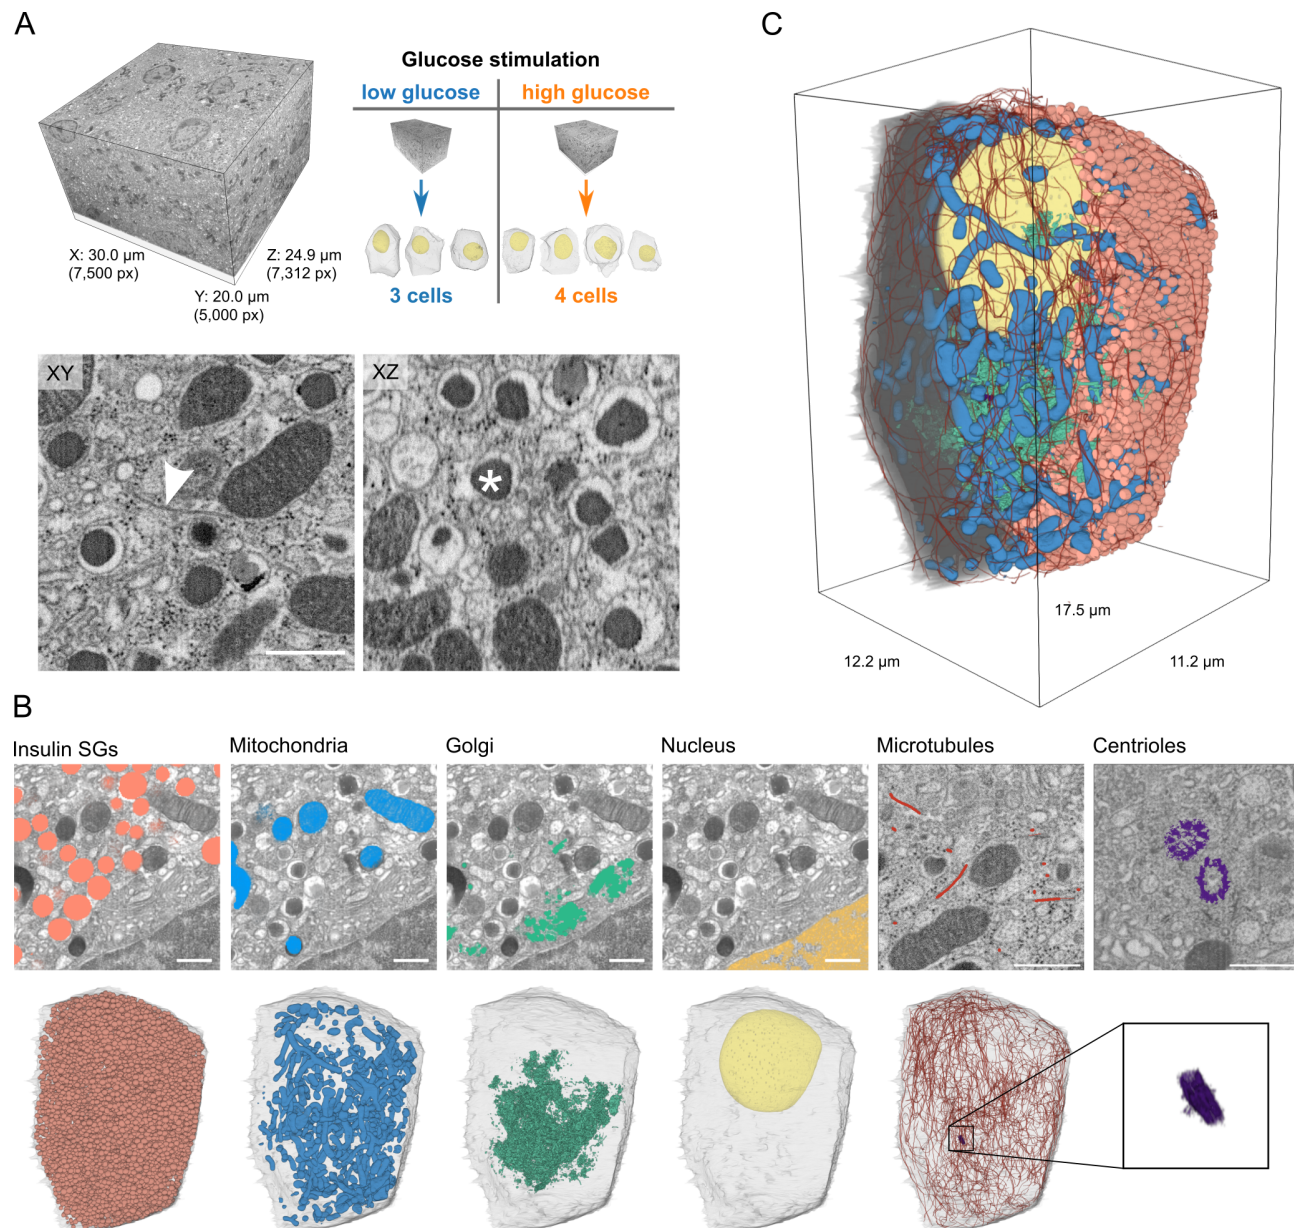 A
Glucose stimulation
low glucose
high glucose
X: 30.0 µm
(7,500 px)
Z: 24.9 µm
(7,312 px)
Y: 20.0 µm
(5,000 px)
3 cells
4 cells
XY
XZ
*
C
17.5 µm
12.2 µm
11.2 µm
B
Insulin SGs
Mitochondria
Golgi
Nucleus
Microtubules
Centrioles